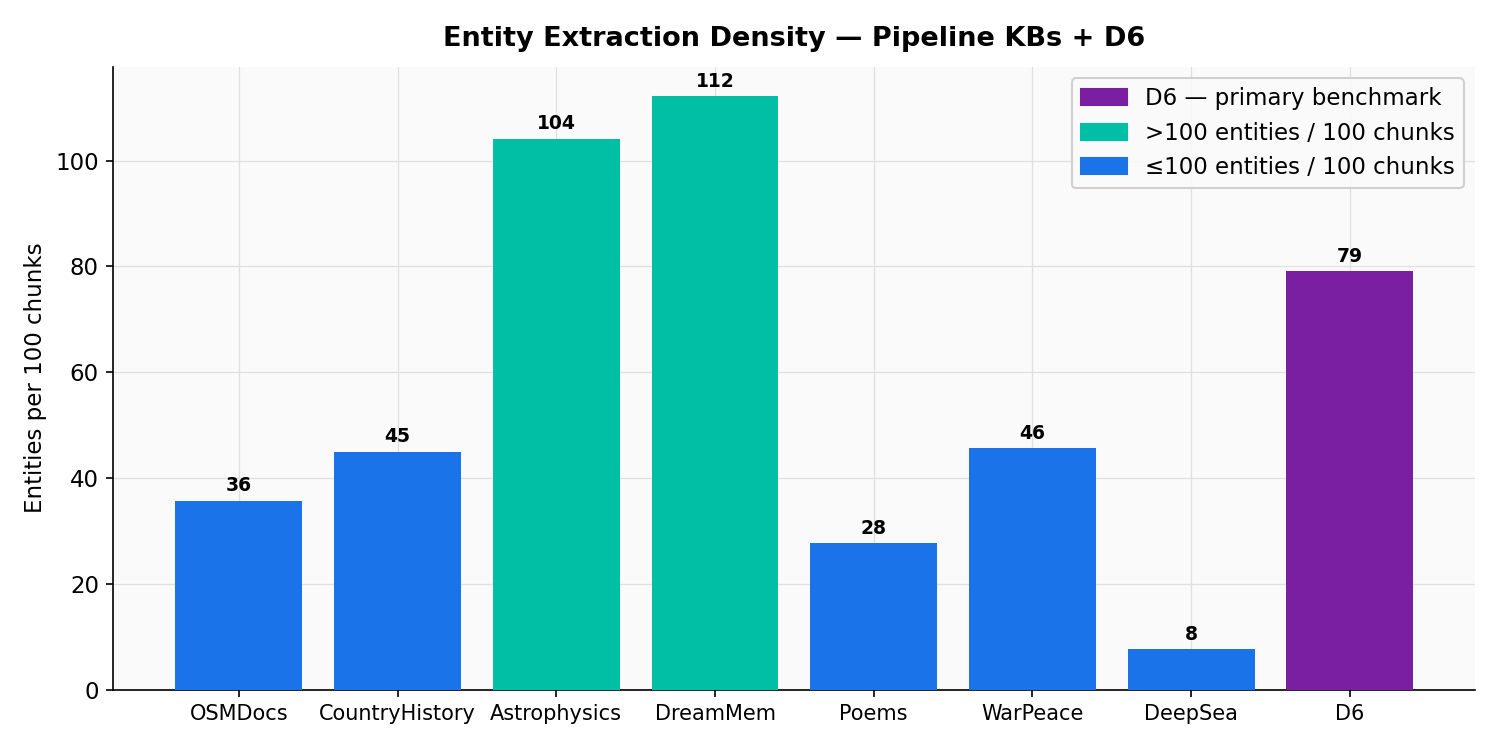 Entity Extraction Density — Pipeline KBs + D6
D6 — primary benchmark
>100 entities / 100 chunks
≤100 entities / 100 chunks
Entities per 100 chunks
100
80
60
40
20
0
36
45
104
112
28
46
8
79
OSMDocs CountryHistory Astrophysics DreamMem Poems WarPeace DeepSea D6